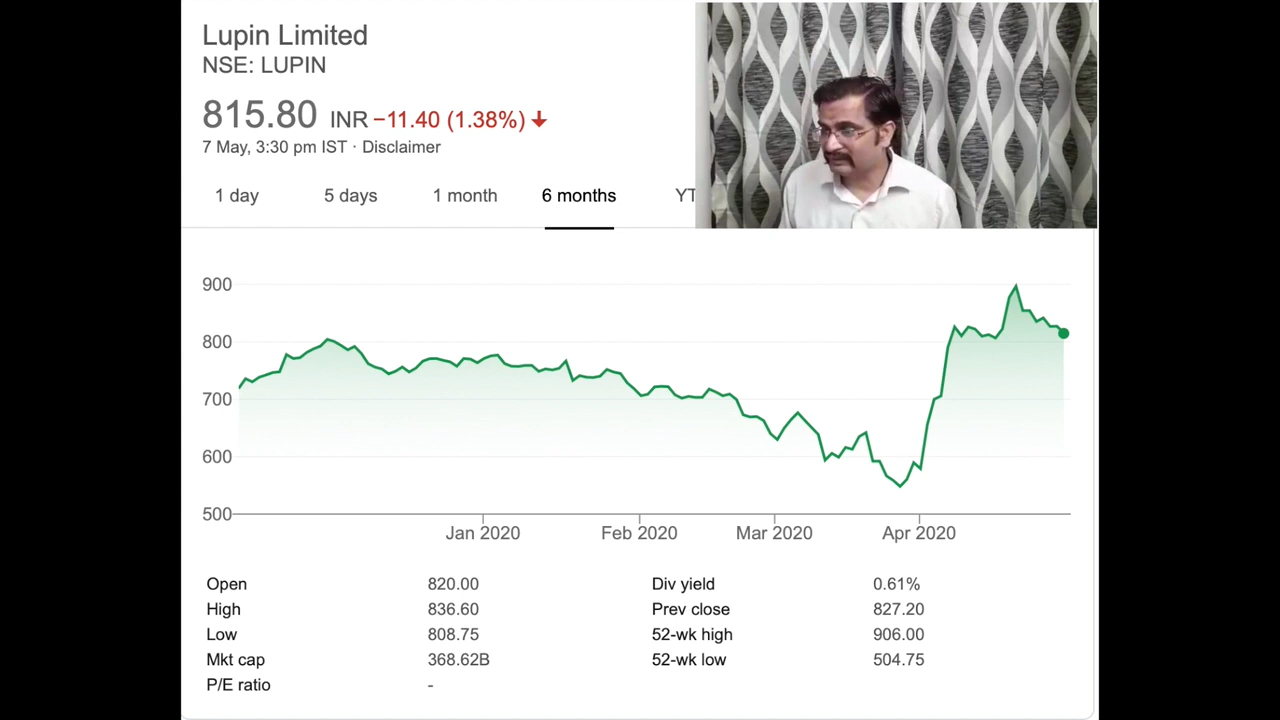 Lupin Limited
NSE: LUPIN
815.80 INR −11.40 (1.38%) ↓
7 May, 3:30 pm IST · Disclaimer
1 day 5 days 1 month 6 months YT
900
800
700
600
500
Jan 2020 Feb 2020 Mar 2020 Apr 2020
Open 820.00 Div yield 0.61%
High 836.60 Prev close 827.20
Low 808.75 52-wk high 906.00
Mkt cap 368.62B 52-wk low 504.75
P/E ratio -